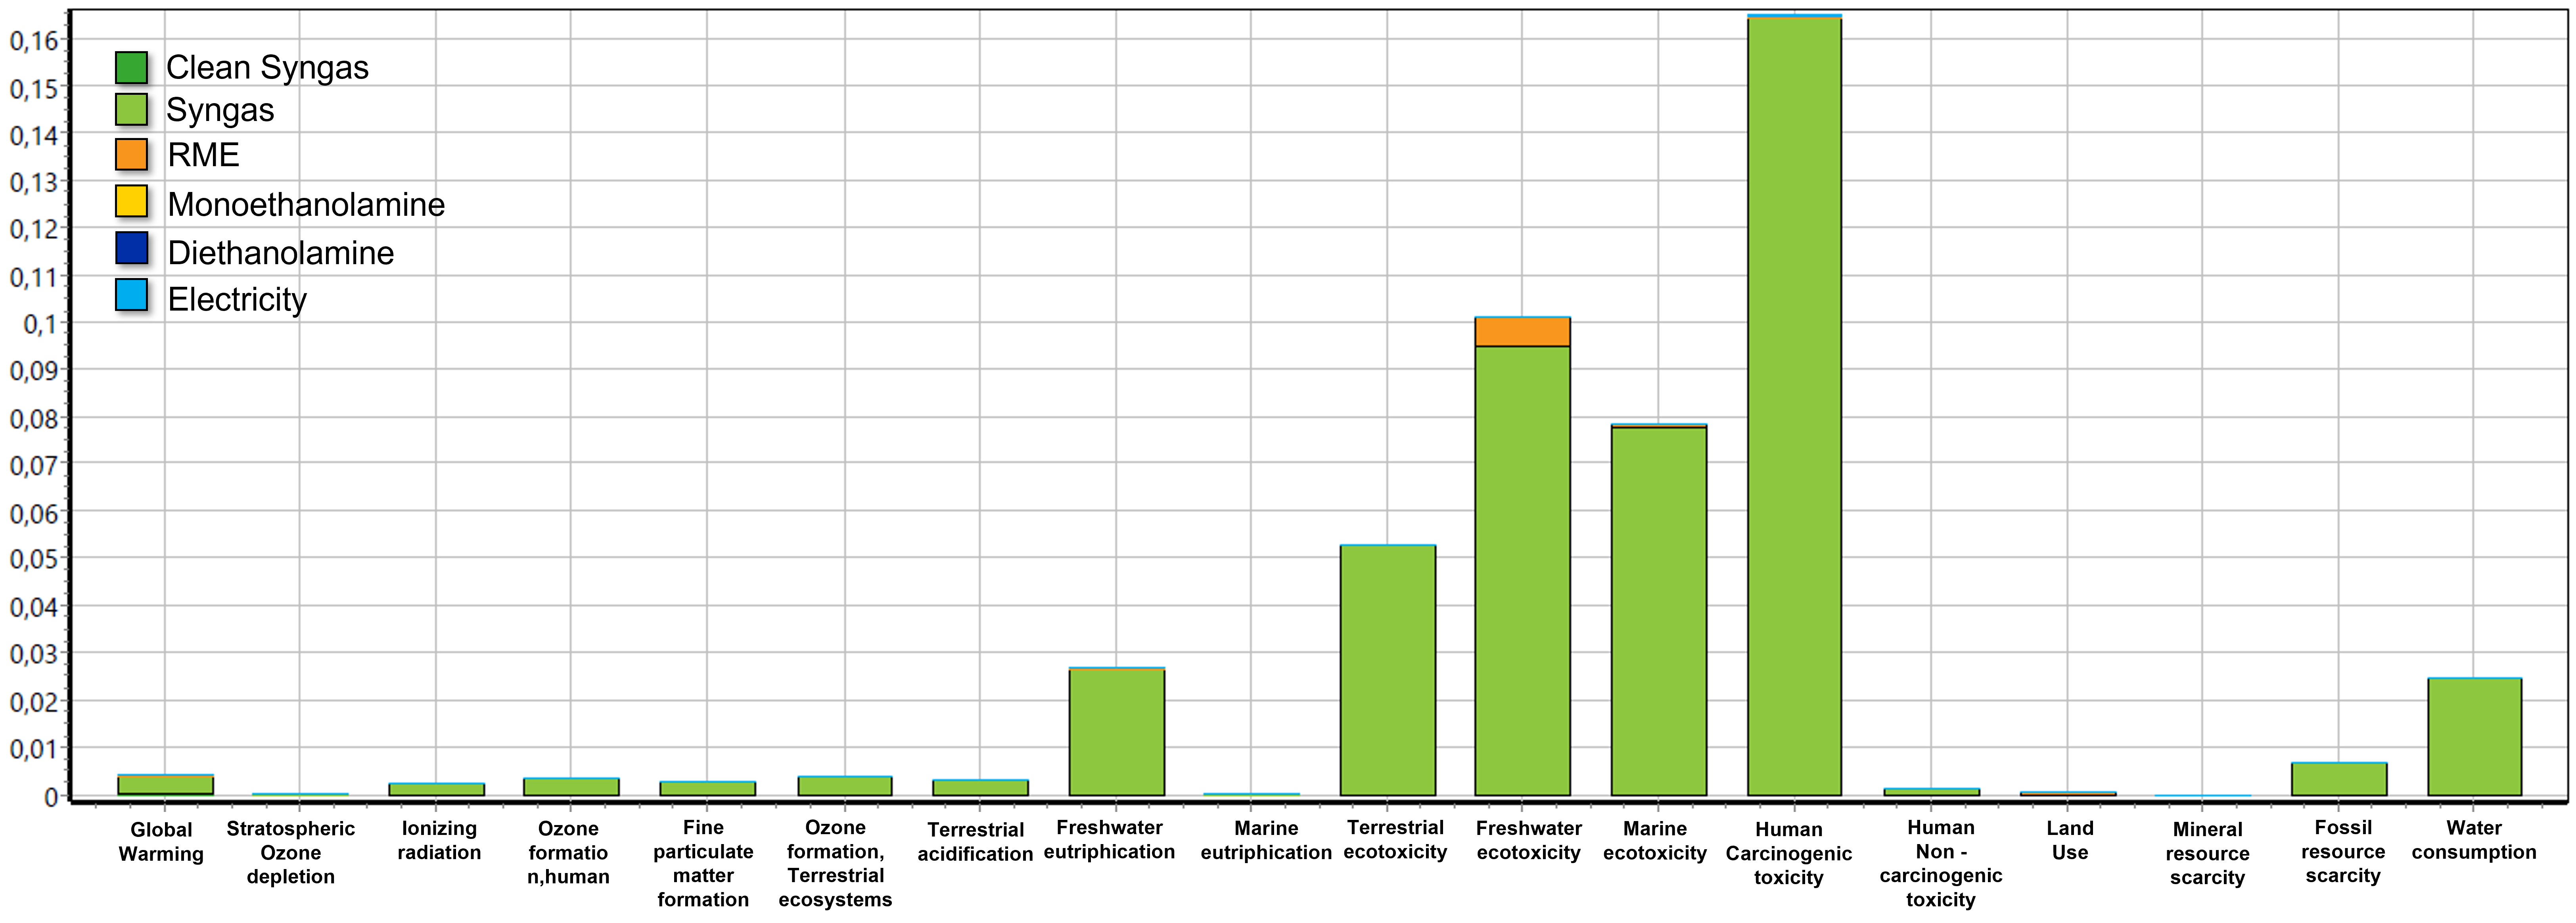 0,16
0,15
0,14
0,13
0,12
0,11
0,1
0,09
0,08
0,07
0,06
0,05
0,04
0,03
0,02
0,01
0
Clean Syngas
Syngas
RME
Monoethanolamine
Diethanolamine
Electricity
Global
Warming
Stratospheric
Ozone
depletion
Ionizing
radiation
Ozone
formatio
n,human
Fine
particulate
matter
formation
Ozone
formation,
Terrestrial
ecosystems
Terrestrial
acidification
Freshwater
eutriphication
Marine
eutriphication
Terrestrial
ecotoxicity
Freshwater
ecotoxicity
Marine
ecotoxicity
Human
Carcinogenic
toxicity
Human
Non -
carcinogenic
toxicity
Land
Use
Mineral
resource
scarcity
Fossil
resource
scarcity
Water
consumption